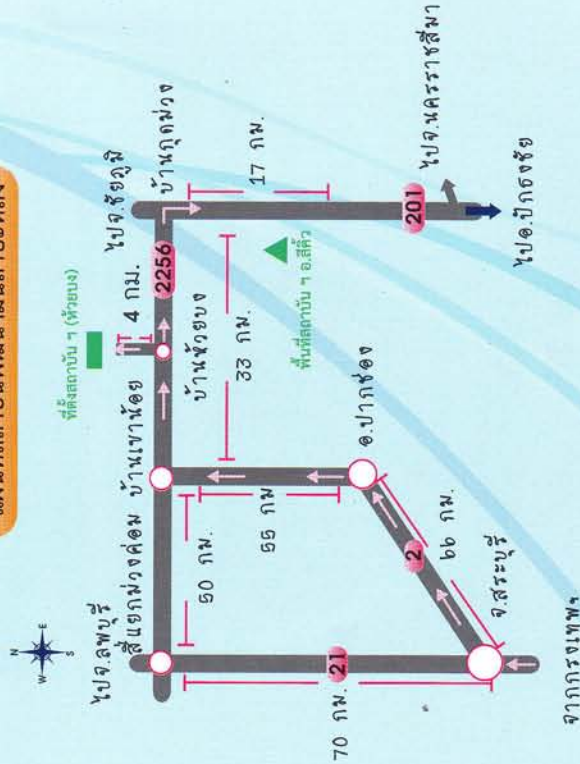 N
W
E
S
ไปจ.ลพบุรี
สี่แยกม่วงค่อม
บ้านเขาน้อย
ที่ตั้งสถาบัน ฯ (ห้วยบง)
4 กม.
ไปจ.ชัยภูมิ
บ้านกุดม่วง
2256
บ้านห้วยบง
50 กม.
33 กม.
17 กม.
พื้นที่สถาบัน ฯ อ.สีคิ้ว
70 กม.
21
55 กม
อ.ปากช่อง
201
ไปจ.นครราชสีมา
2
66 กม.
จ.สระบุรี
ไปอ.ปักธงชัย
จากกรุงเทพฯ